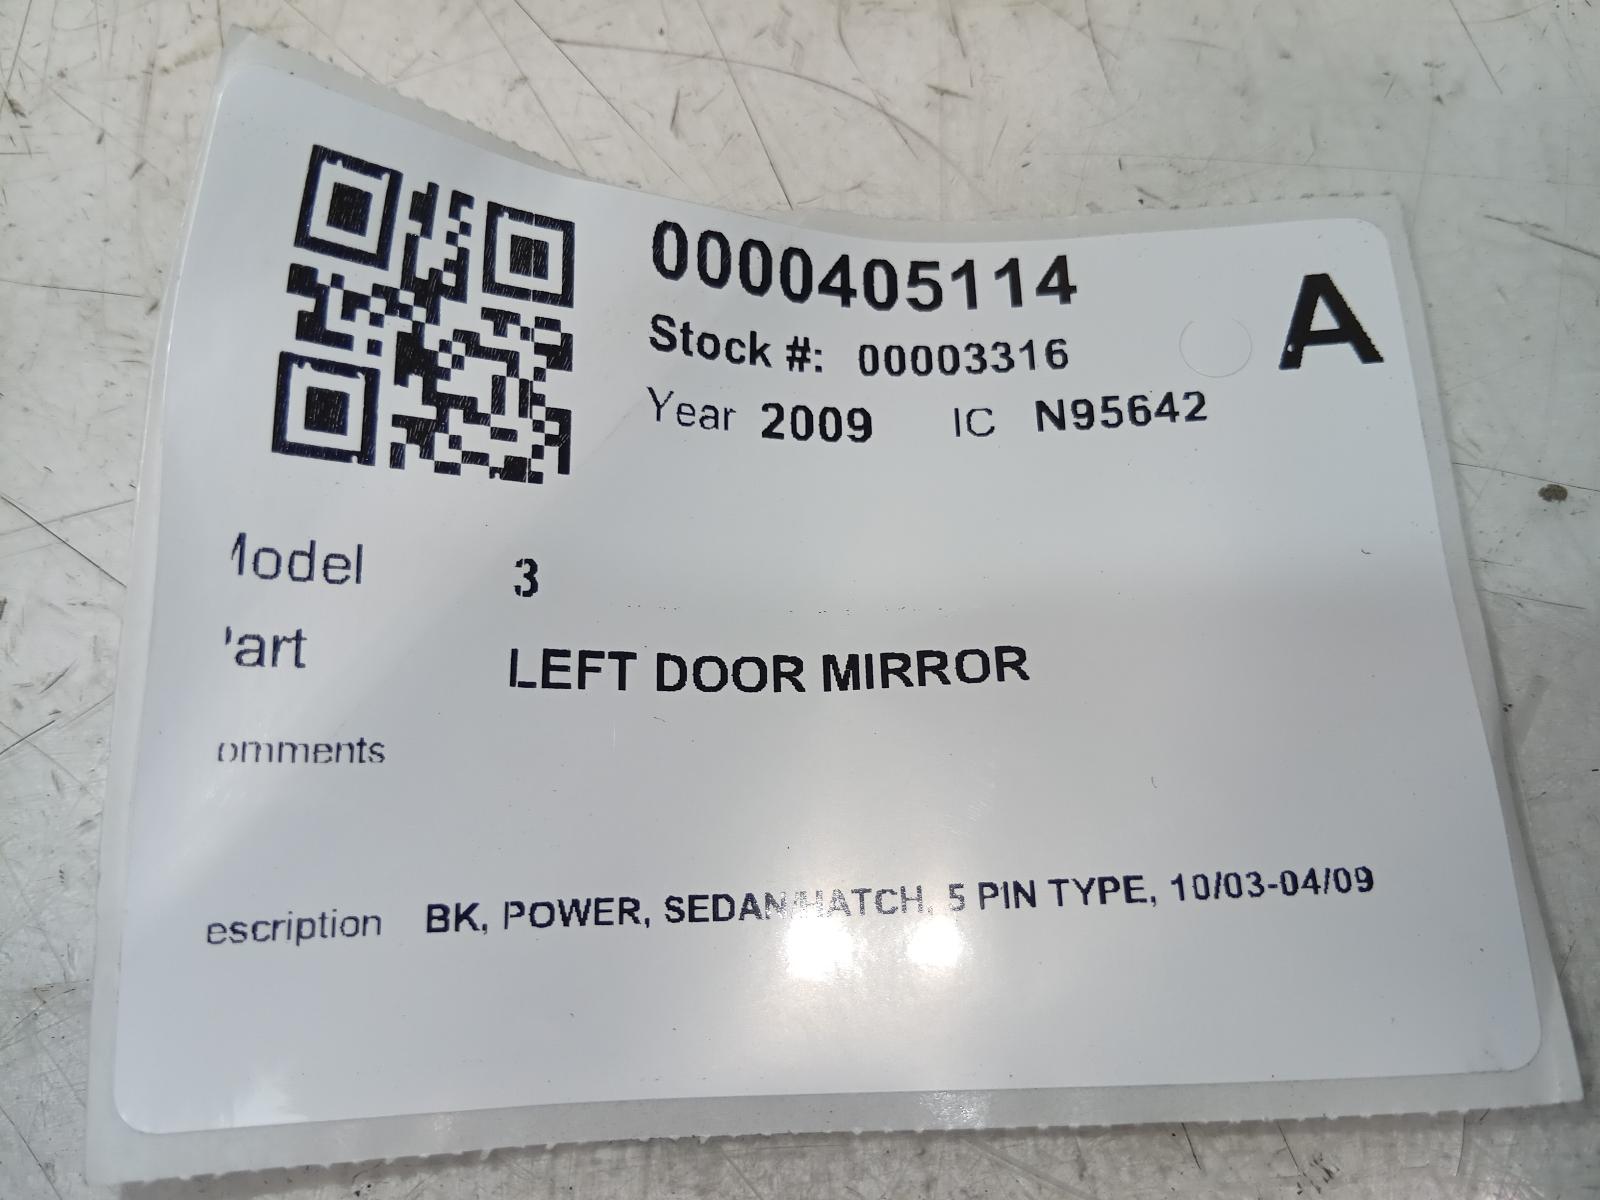 0000405114
A
Stock #: 00003316
Year 2009 IC N95642
Model 3
'art LEFT DOOR MIRROR
omments
escription BK, POWER, SEDAN/HATCH, 5 PIN TYPE, 10/03-04/09